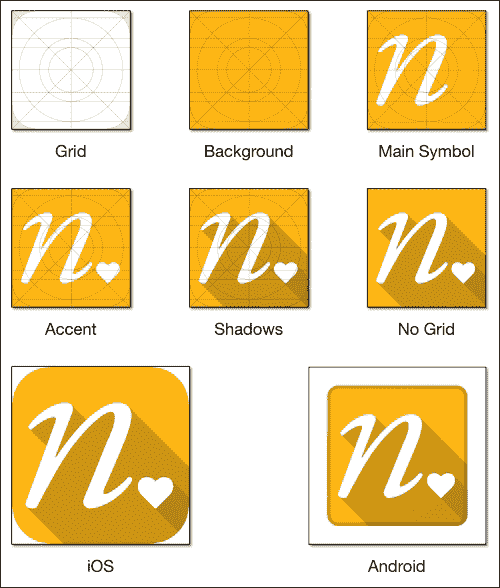 n
Grid
Background
Main Symbol
n
n
n
Accent
Shadows
No Grid
n
n
iOS
Android